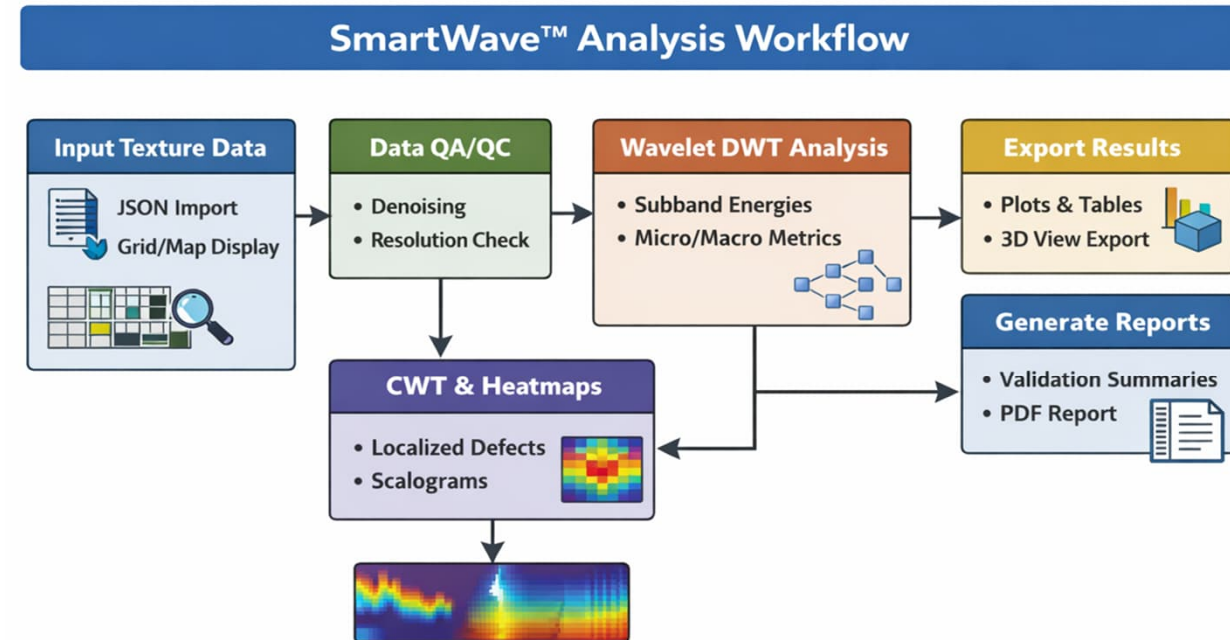 SmartWave™ Analysis Workflow
Input Texture Data
JSON Import
Grid/Map Display
Data QA/QC
• Denoising
• Resolution Check
Wavelet DWT Analysis
• Subband Energies
• Micro/Macro Metrics
Export Results
• Plots & Tables
• 3D View Export
Generate Reports
• Validation Summaries
• PDF Report
CWT & Heatmaps
• Localized Defects
• Scalograms